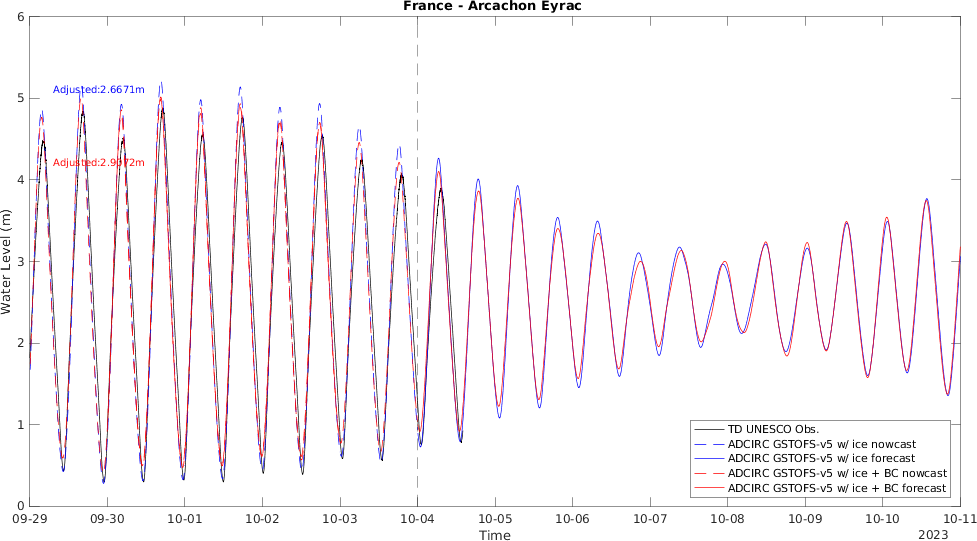 France - Arcachon Eyrac
6
5
4
3
2
1
0
Water Level (m)
Adjusted:2.6671m
Adjusted:2.9072m
TD UNESCO Obs.
ADCIRC GSTOFS-v5 w/ ice nowcast
ADCIRC GSTOFS-v5 w/ ice forecast
ADCIRC GSTOFS-v5 w/ ice + BC nowcast
ADCIRC GSTOFS-v5 w/ ice + BC forecast
09-29 09-30 10-01 10-02 10-03 10-04 10-05 10-06 10-07 10-08 10-09 10-10 10-11
Time
2023